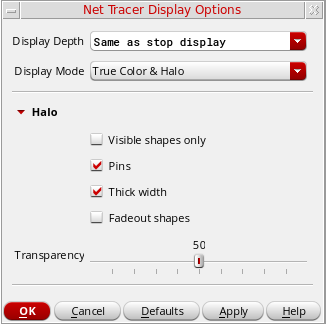 Net Tracer Display Options
Display Depth Same as stop display
Display Mode True Color & Halo
Halo
Visible shapes only
Pins
Thick width
Fadeout shapes
50
Transparency
OK Cancel Defaults Apply Help